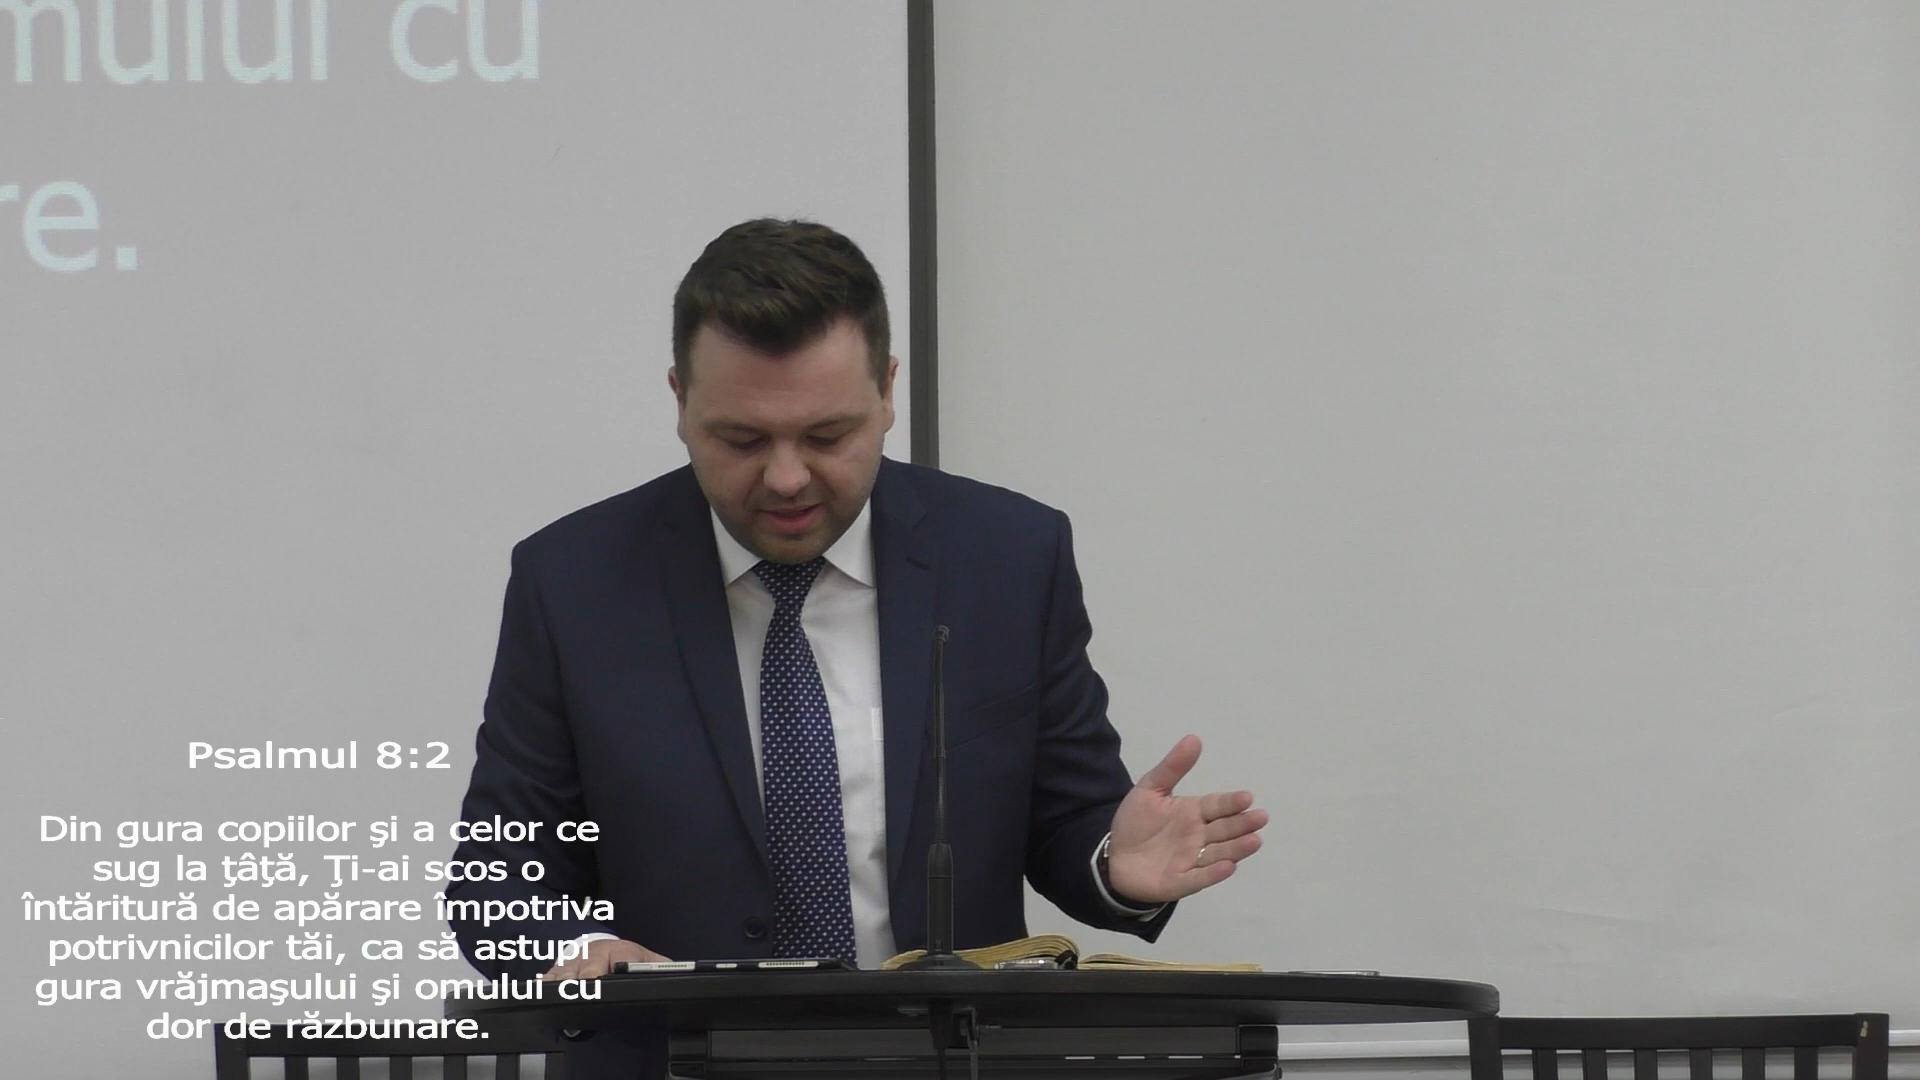 mului cu
re.
Psalmul 8:2
Din gura copiilor şi a celor ce
sug la ţâţă, Ţi-ai scos o
întăritură de apărare împotriva
potrivnicilor tăi, ca să astupi
gura vrăjmaşului şi omului cu
dor de răzbunare.